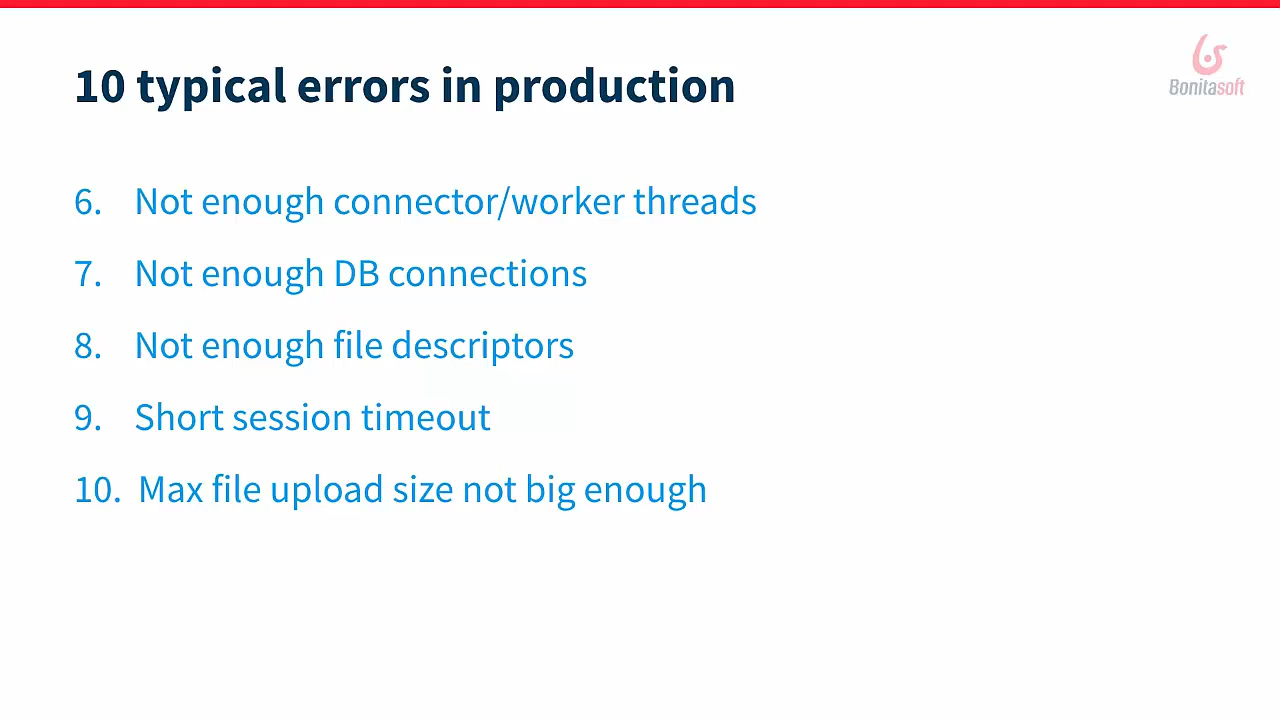 10 typical errors in production
Bonitasoft
6. Not enough connector/worker threads
7. Not enough DB connections
8. Not enough file descriptors
9. Short session timeout
10. Max file upload size not big enough